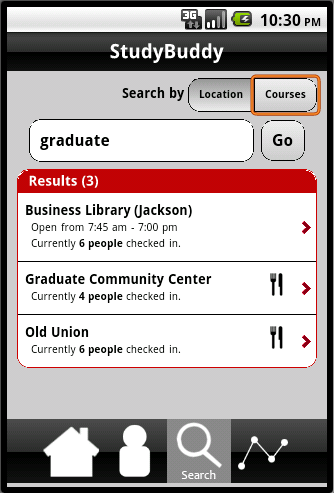 3G
10:30 PM
StudyBuddy
Search by Location Courses
graduate Go
Results (3)
Business Library (Jackson)
Open from 7:45 am - 7:00 pm
Currently 6 people checked in.
Graduate Community Center
Currently 4 people checked in.
Old Union
Currently 6 people checked in.
Search